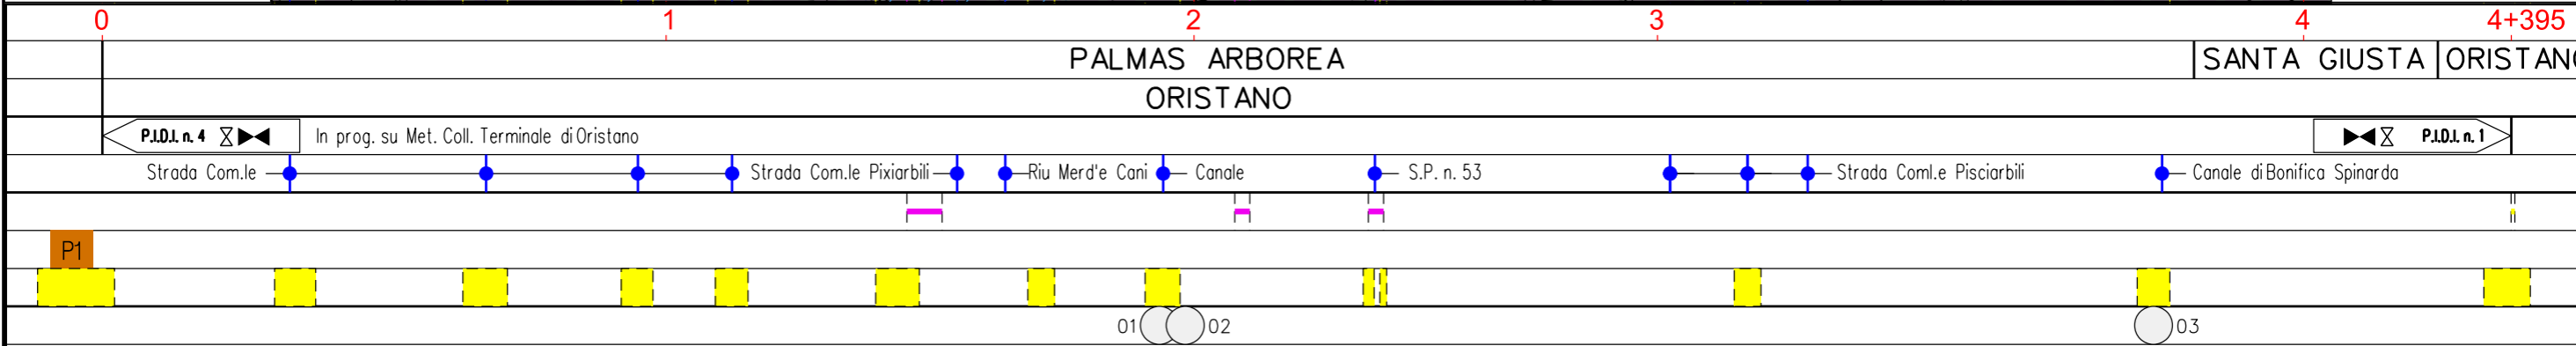 0 1 2 3 4 4+395
PALMAS ARBOREA SANTA GIUSTA ORISTANO
ORISTANO
P.I.D.I. n. 4 In prog. su Met. Coll. Terminale di Oristano P.I.D.I. n. 1
Strada Com.le Strada Com.le Pixiarbili Riu Merd'e Cani Canale S.P. n. 53 Strada Coml.e Pisciarbili Canale di Bonifica Spinarda
P1
01 02 03